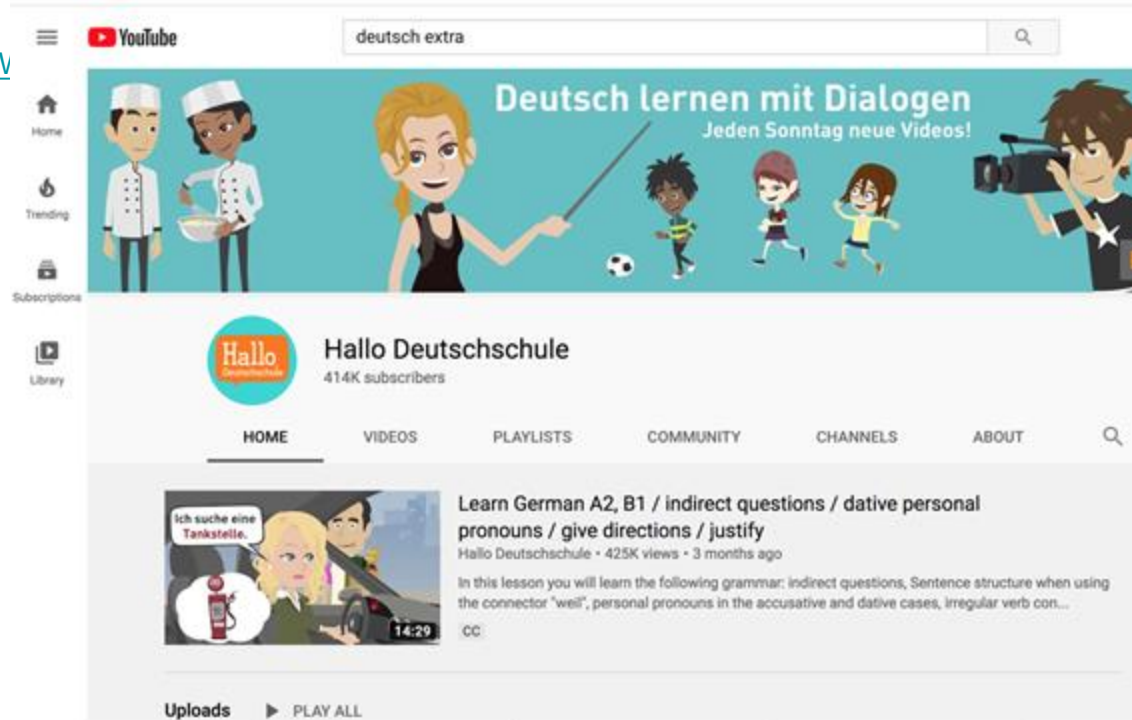 YouTube
deutsch extra
Home
Trending
Subscriptions
Library
Deutsch lernen mit Dialogen
Jeden Sonntag neue Videos!
Hallo
Deutschschule
Hallo Deutschschule
414K subscribers
HOME VIDEOS PLAYLISTS COMMUNITY CHANNELS ABOUT
Ich suche eine
Tankstelle.
14:29
Learn German A2, B1 / indirect questions / dative personal
pronouns / give directions / justify
Hallo Deutschschule • 425K views • 3 months ago
In this lesson you will learn the following grammar: indirect questions, Sentence structure when using
the connector "weil", personal pronouns in the accusative and dative cases, irregular verb con...
CC
Uploads PLAY ALL